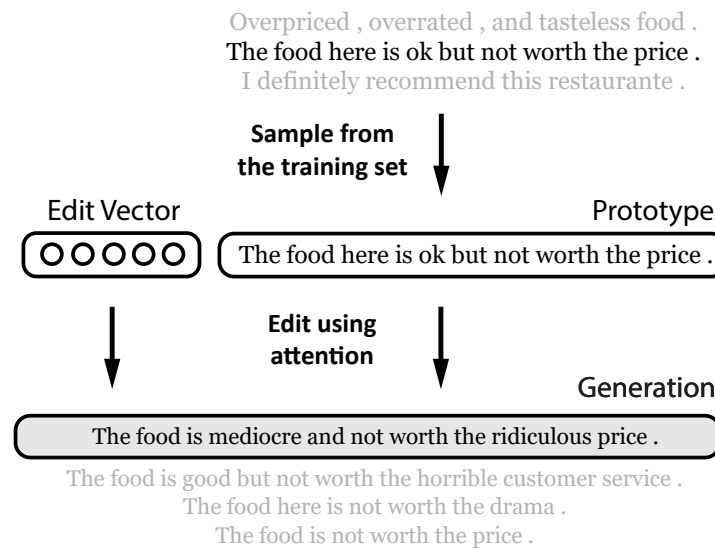 Overpriced , overrated , and tasteless food .
The food here is ok but not worth the price .
I definitely recommend this restaurante .
Sample from
the training set
Edit Vector
Prototype
The food here is ok but not worth the price .
Edit using
attention
Generation
The food is mediocre and not worth the ridiculous price .
The food is good but not worth the horrible customer service .
The food here is not worth the drama .
The food is not worth the price .